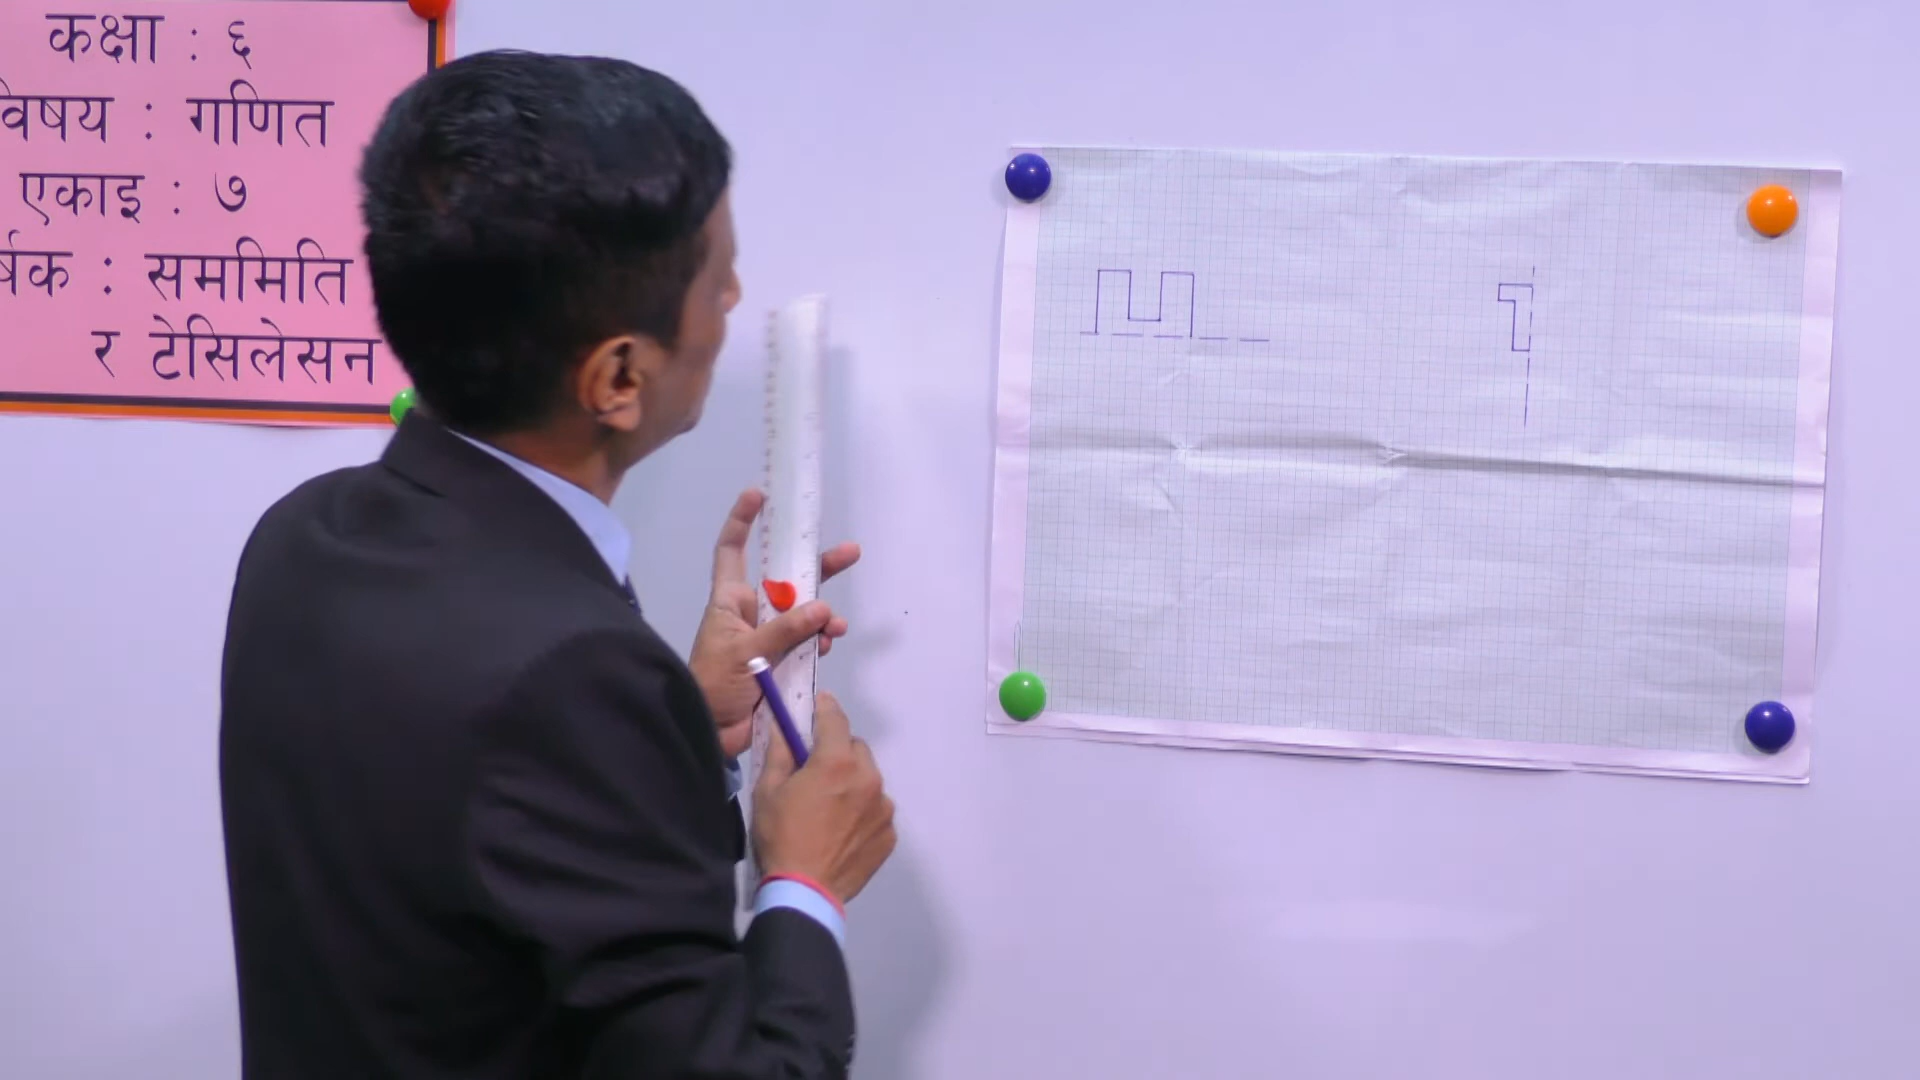 कक्षा : ६
विषय : गणित
एकाइ : ७
र्षक : सममिति
र टेसिलेसन